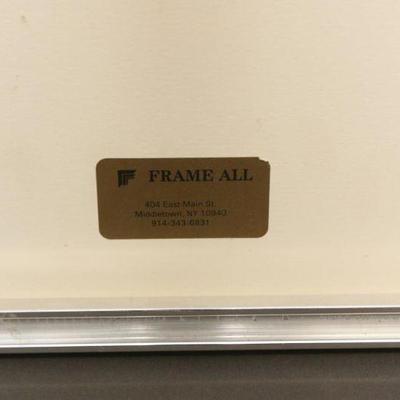 FRAME ALL
404 East Main St.
Middletown, NY 10940
914-343-6831